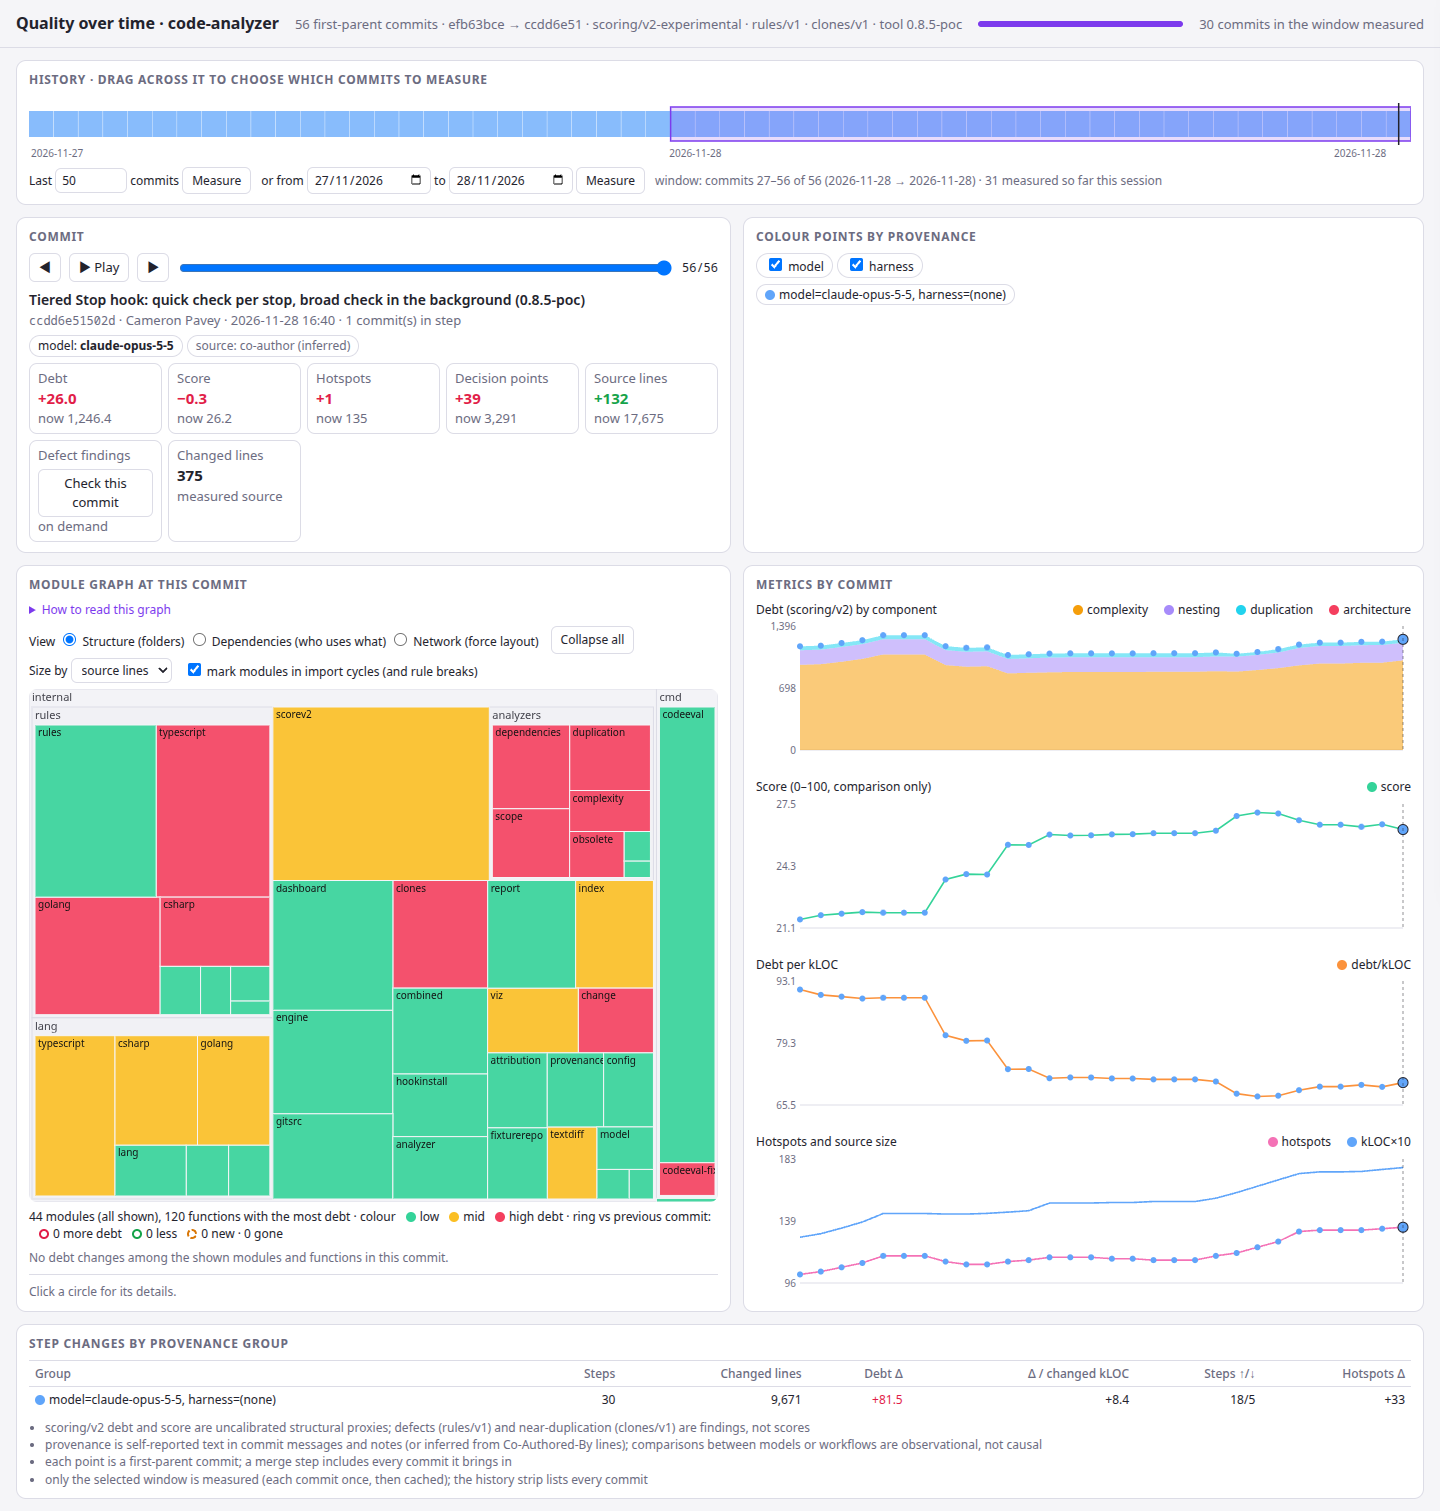 Quality over time · code-analyzer 56 first-parent commits · efb63bce → ccdd6e51 · scoring/v2-experimental · rules/v1 · clones/v1 · tool 0.8.5-poc 30 commits in the window measured
HISTORY · DRAG ACROSS IT TO CHOOSE WHICH COMMITS TO MEASURE
2026-11-27 2026-11-28 2026-11-28
Last 50 commits Measure or from 27/11/2026 to 28/11/2026 Measure window: commits 27–56 of 56 (2026-11-28 → 2026-11-28) · 31 measured so far this session
COMMIT
◀ ▶ Play ▶ 56/56
Tiered Stop hook: quick check per stop, broad check in the background (0.8.5-poc)
ccdd6e51502d · Cameron Pavey · 2026-11-28 16:40 · 1 commit(s) in step
model: claude-opus-5-5 source: co-author (inferred)
Debt Score Hotspots Decision points Source lines
+26.0 −0.3 +1 +39 +132
now 1,246.4 now 26.2 now 135 now 3,291 now 17,675
Defect findings Changed lines
Check this commit 375
on demand measured source
COLOUR POINTS BY PROVENANCE
model harness
model=claude-opus-5-5, harness=(none)
MODULE GRAPH AT THIS COMMIT
▶ How to read this graph
View Structure (folders) Dependencies (who uses what) Network (force layout) Collapse all
Size by source lines mark modules in import cycles (and rule breaks)
internal cmd
rules scorev2 analyzers codeeval
rules typescript dependencies duplication
complexity
scope
obsolete
dashboard clones report index
golang csharp
combined viz change
engine
lang
typescript csharp golang attribution provenance config
hookinstall
gitsrc
fixturerepo textdiff model
analyzer
lang
codeeval-fix
44 modules (all shown), 120 functions with the most debt · colour low mid high debt · ring vs previous commit:
0 more debt 0 less 0 new · 0 gone
No debt changes among the shown modules and functions in this commit.
Click a circle for its details.
METRICS BY COMMIT
Debt (scoring/v2) by component complexity nesting duplication architecture
1,396
698
0
Score (0–100, comparison only) score
27.5
24.3
21.1
Debt per kLOC debt/kLOC
93.1
79.3
65.5
Hotspots and source size hotspots kLOC×10
183
139
96
STEP CHANGES BY PROVENANCE GROUP
Group Steps Changed lines Debt Δ Δ / changed kLOC Steps ↑/↓ Hotspots Δ
model=claude-opus-5-5, harness=(none) 30 9,671 +81.5 +8.4 18/5 +33
• scoring/v2 debt and score are uncalibrated structural proxies; defects (rules/v1) and near-duplication (clones/v1) are findings, not scores
• provenance is self-reported text in commit messages and notes (or inferred from Co-Authored-By lines); comparisons between models or workflows are observational, not causal
• each point is a first-parent commit; a merge step includes every commit it brings in
• only the selected window is measured (each commit once, then cached); the history strip lists every commit